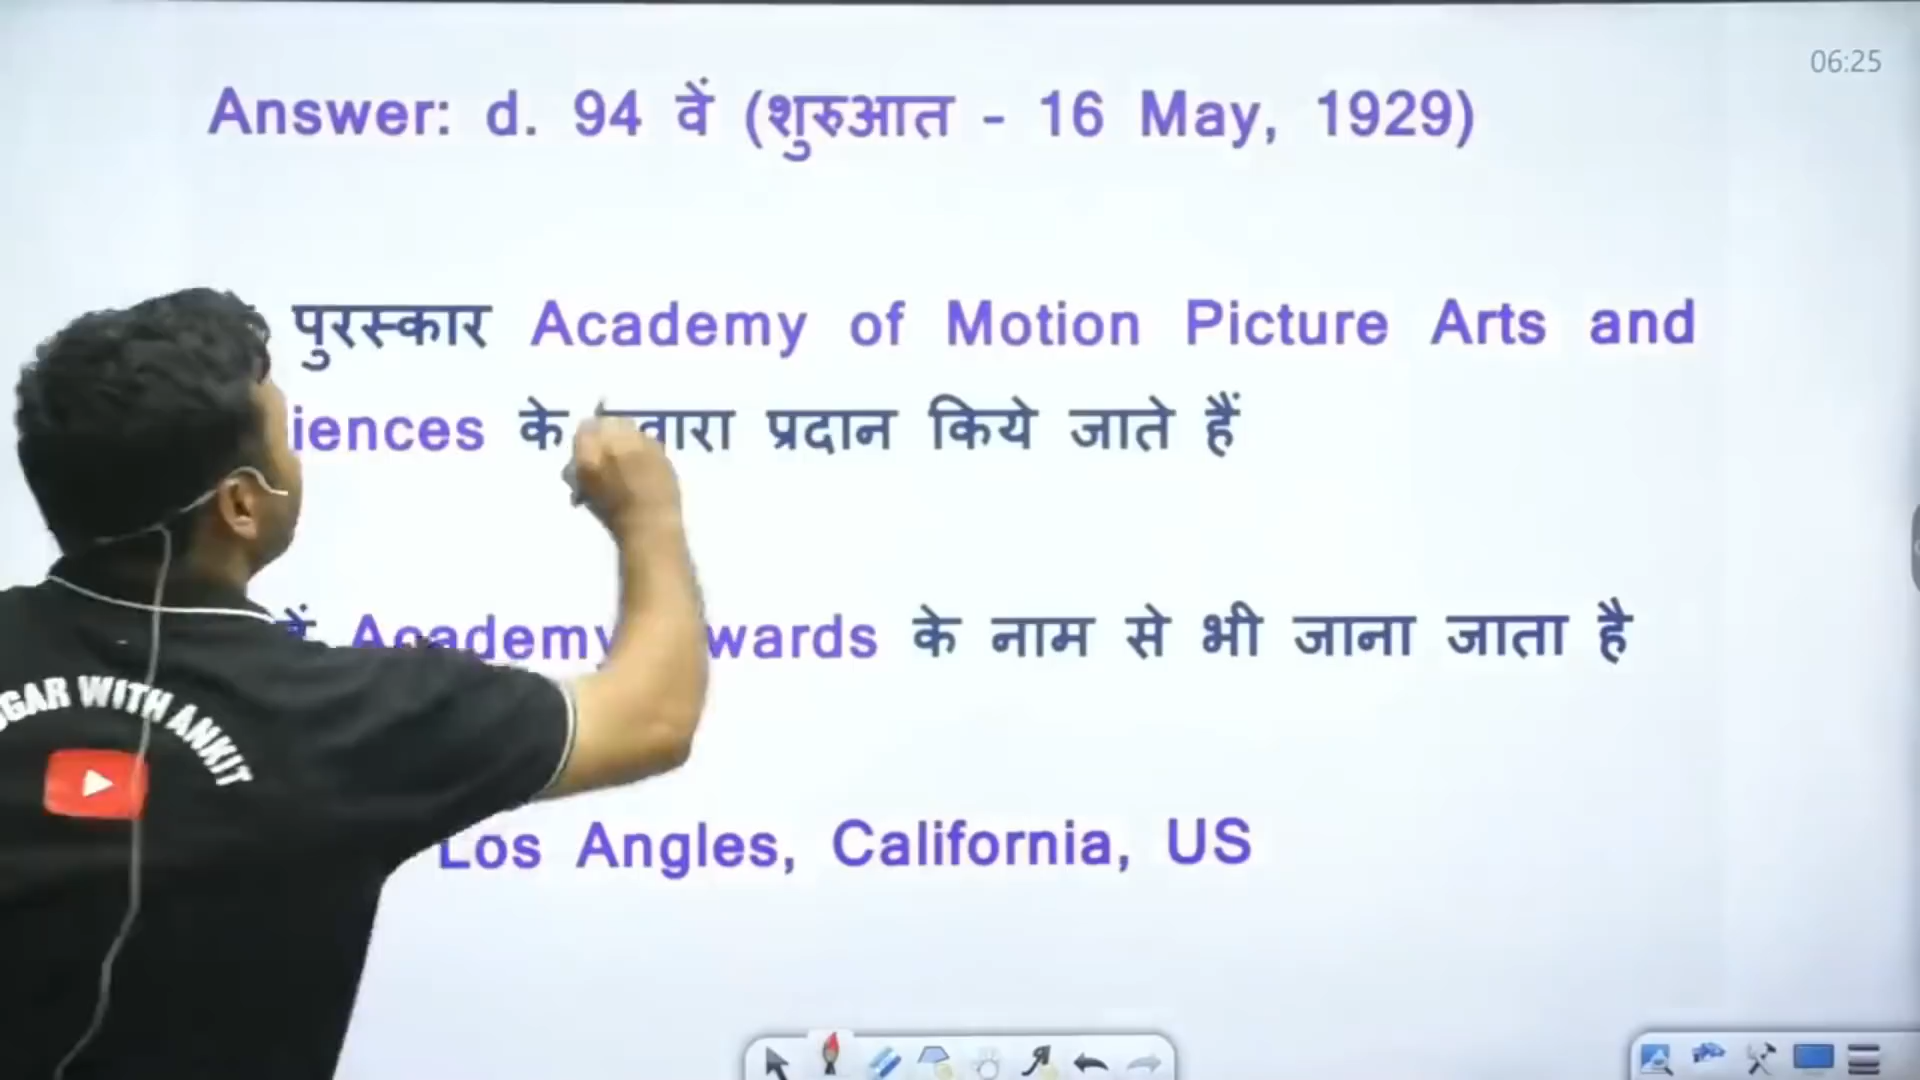 06:25
Answer: d. 94 वें (शुरुआत - 16 May, 1929)
पुरस्कार Academy of Motion Picture Arts and
iences के वारा प्रदान किये जाते हैं
Academy wards के नाम से भी जाना जाता है
Los Angles, California, US
GAR WITH ANKIT